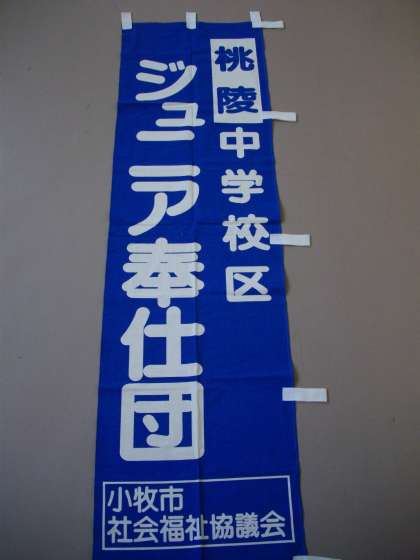 桃陵中学校区
ジュニア奉仕団
小牧市
社会福祉協議会